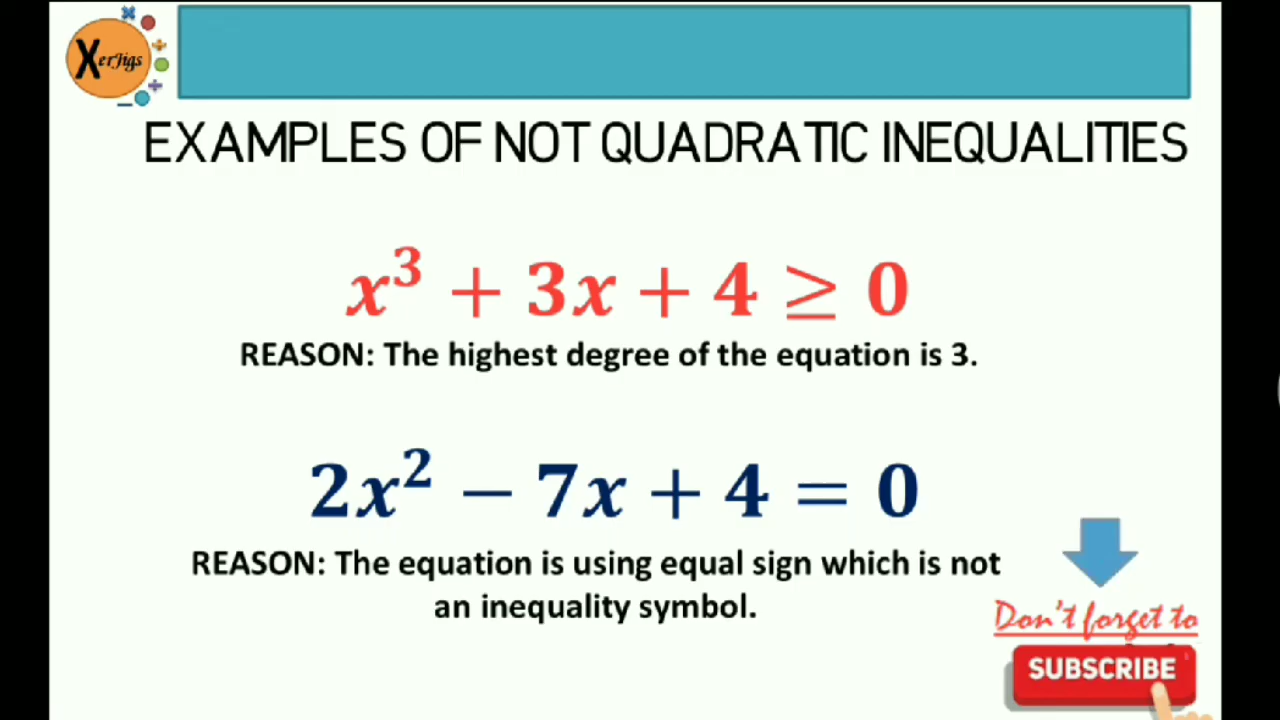 XerJigs
EXAMPLES OF NOT QUADRATIC INEQUALITIES
x³ + 3x + 4 ≥ 0
REASON: The highest degree of the equation is 3.
2x² − 7x + 4 = 0
REASON: The equation is using equal sign which is not
an inequality symbol.
Don't forget to
SUBSCRIBE